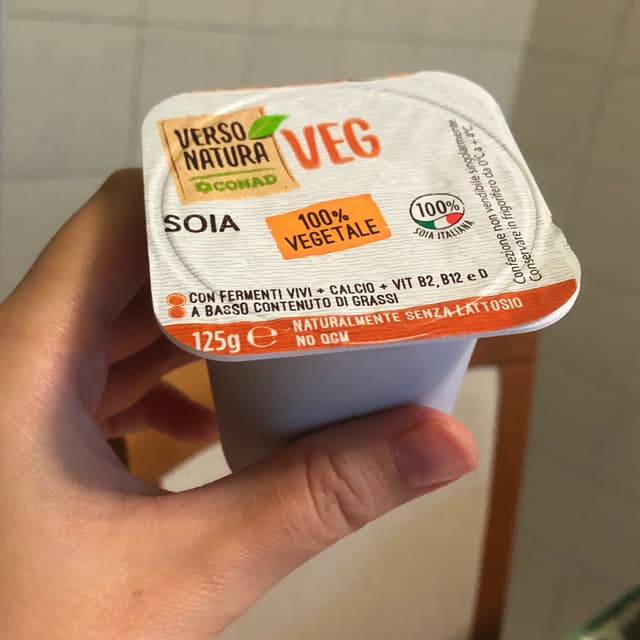 VERSO
NATURA
CONAD
VEG
SOIA
100%
VEGETALE
100%
SOIA ITALIANA
Confezione non vendibile singolarmente.
Conservare in frigorifero da 0°C a + 4°C
CON FERMENTI VIVI + CALCIO + VIT B2, B12 e D
A BASSO CONTENUTO DI GRASSI
125g e NATURALMENTE SENZA LATTOSIO
NO OGM